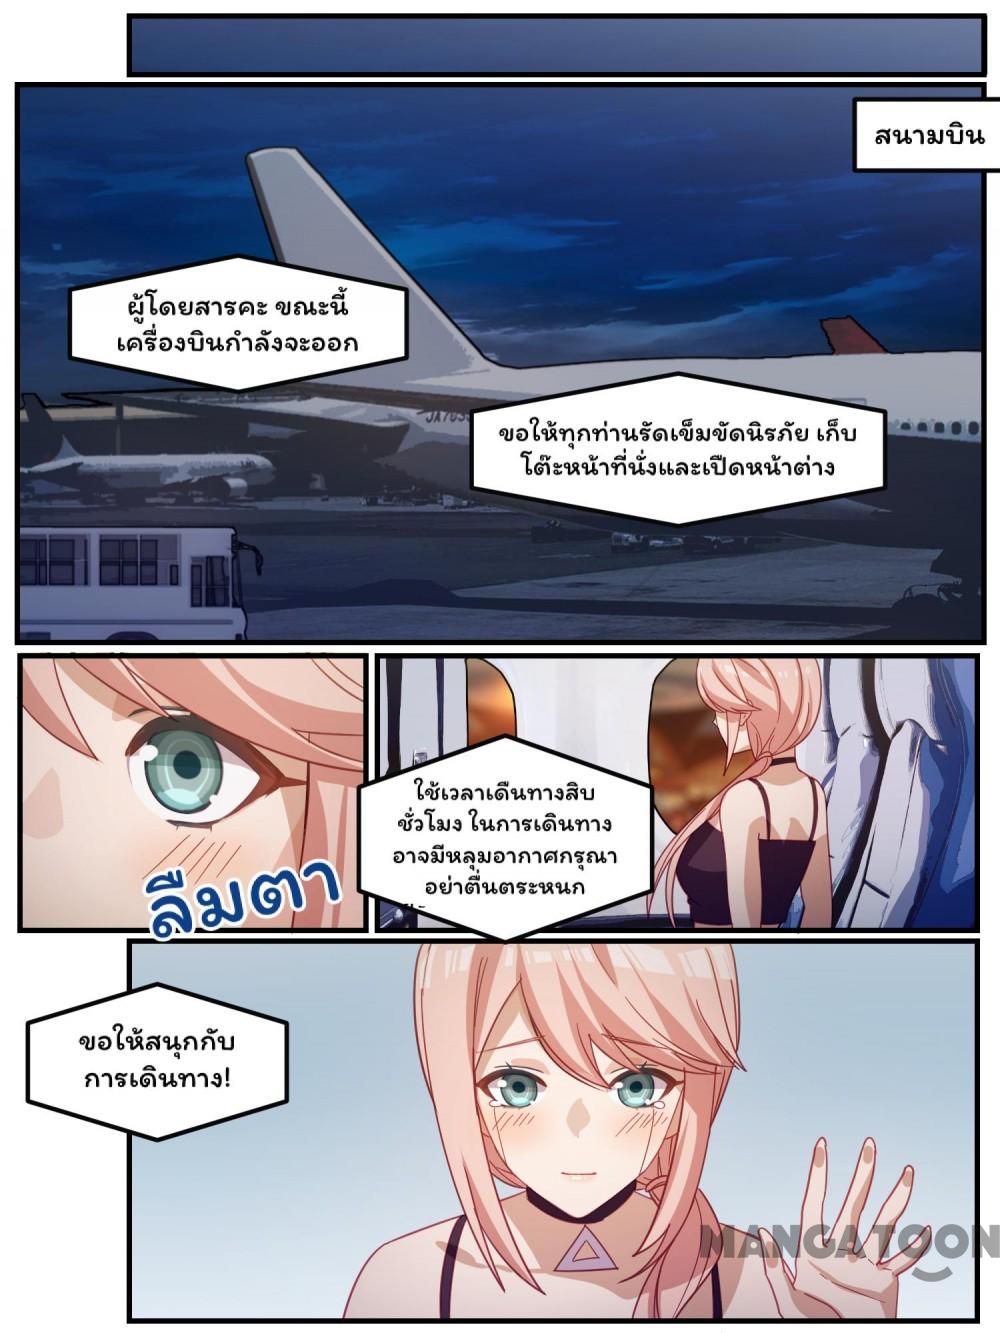 สนามบิน
ผู้โดยสารคะ ขณะนี้
เครื่องบินกำลังจะออก
JA703
ขอให้ทุกท่านรัดเข็มขัดนิรภัย เก็บ
โต๊ะหน้าที่นั่งและเปิดหน้าต่าง
ลืมตา
ใช้เวลาเดินทางสิบ
ชั่วโมง ในการเดินทาง
อาจมีหลุมอากาศกรุณา
อย่าตื่นตระหนก
ขอให้สนุกกับ
การเดินทาง!
MANGATOON